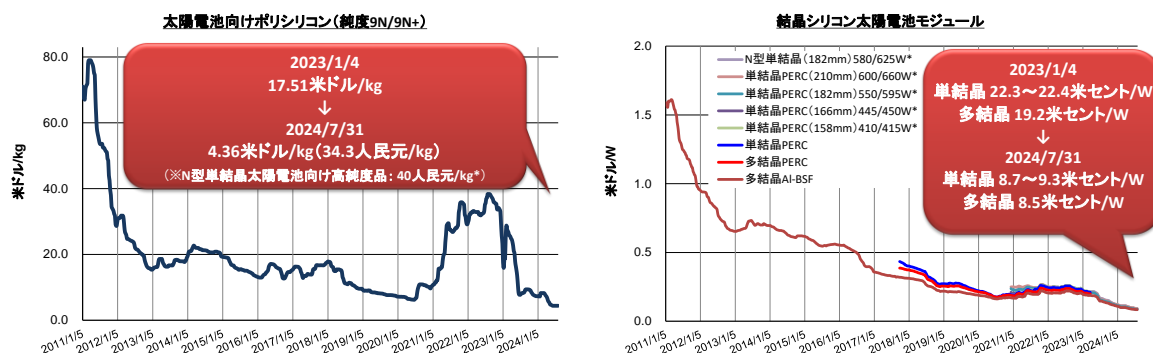 太陽電池向けポリシリコン(純度9N/9N+)
米ドル/kg
80.0
60.0
40.0
20.0
0.0
2023/1/4
17.51米ドル/kg
↓
2024/7/31
4.36米ドル/kg(34.3人民元/kg)
(※N型単結晶太陽電池向け高純度品:40人民元/kg*)
2011/1/5
2012/1/5
2013/1/5
2014/1/5
2015/1/5
2016/1/5
2017/1/5
2018/1/5
2019/1/5
2020/1/5
2021/1/5
2022/1/5
2023/1/5
2024/1/5
結晶シリコン太陽電池モジュール
米ドル/W
2.0
1.5
1.0
0.5
0.0
N型単結晶(182mm)580/625W*
単結晶PERC(210mm)600/660W*
単結晶PERC(182mm)550/595W*
単結晶PERC(166mm)445/450W*
単結晶PERC(158mm)410/415W*
単結晶PERC
多結晶PERC
多結晶Al-BSF
2023/1/4
単結晶 22.3~22.4米セント/W
多結晶 19.2米セント/W
↓
2024/7/31
単結晶 8.7~9.3米セント/W
多結晶 8.5米セント/W
2011/1/5
2012/1/5
2013/1/5
2014/1/5
2015/1/5
2016/1/5
2017/1/5
2018/1/5
2019/1/5
2020/1/5
2021/1/5
2022/1/5
2023/1/5
2024/1/5